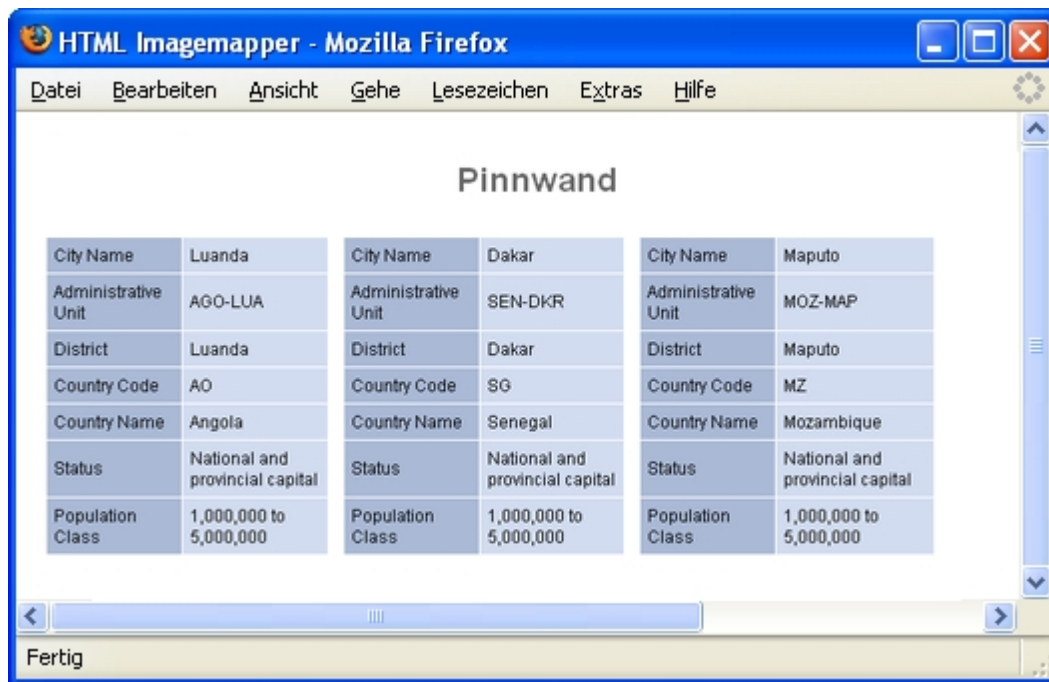 HTML Imagemapper - Mozilla Firefox
Datei Bearbeiten Ansicht Gehe Lesezeichen Extras Hilfe
Pinnwand
City Name Luanda
Administrative
Unit AGO-LUA
District Luanda
Country Code AO
Country Name Angola
Status National and
provincial capital
Population 1,000,000 to
Class 5,000,000
City Name Dakar
Administrative
Unit SEN-DKR
District Dakar
Country Code SG
Country Name Senegal
Status National and
provincial capital
Population 1,000,000 to
Class 5,000,000
City Name Maputo
Administrative
Unit MOZ-MAP
District Maputo
Country Code MZ
Country Name Mozambique
Status National and
provincial capital
Population 1,000,000 to
Class 5,000,000
Fertig